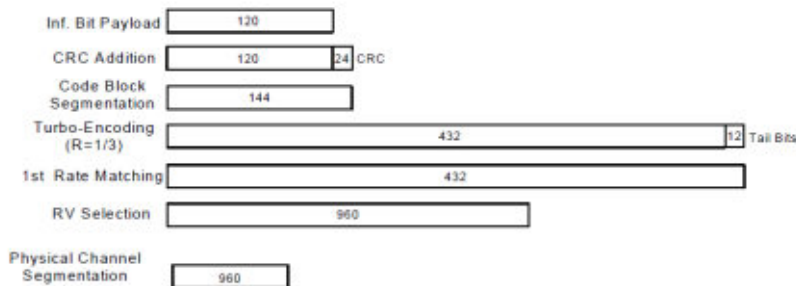 Inf. Bit Payload 120
CRC Addition 120 24 CRC
Code Block
Segmentation 144
Turbo-Encoding
(R=1/3) 432 12 Tail Bits
1st Rate Matching 432
RV Selection 960
Physical Channel
Segmentation 960